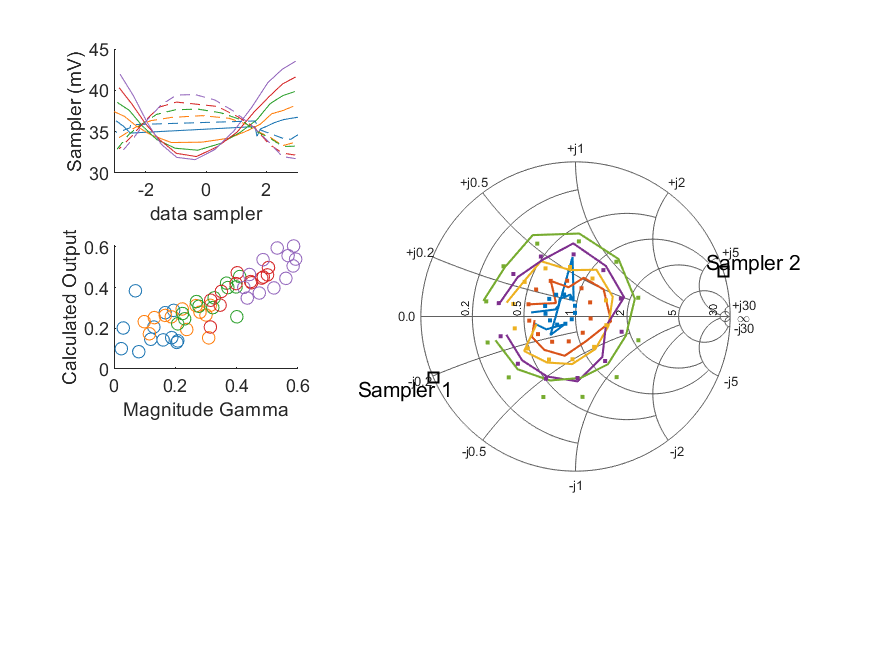 45
40
35
30
Sampler (mV)
-2
0
2
data sampler
0.6
0.4
0.2
0
Calculated Output
0
0.2
0.4
0.6
Magnitude Gamma
+j1
+j0.5
+j2
+j0.2
+j5
Sampler 2
0.0
0.2
0.5
1
2
5
30
+j30
∞
-j30
-j0.2
Sampler 1
-j5
-j0.5
-j2
-j1